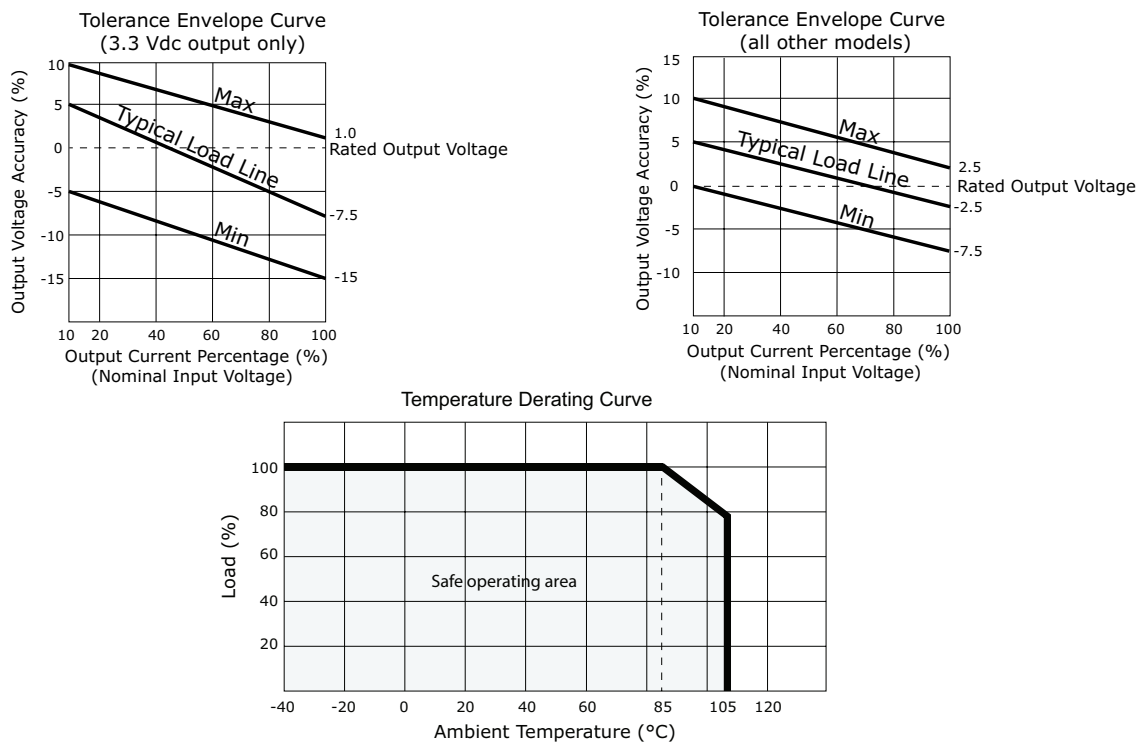 Tolerance Envelope Curve
(3.3 Vdc output only)
Output Voltage Accuracy (%)
10
5
0
-5
-10
-15
Max
Typical Load Line
Min
1.0
Rated Output Voltage
-7.5
-15
10 20 40 60 80 100
Output Current Percentage (%)
(Nominal Input Voltage)
Tolerance Envelope Curve
(all other models)
Output Voltage Accuracy (%)
15
10
5
0
-5
-10
Max
Typical Load Line
Min
2.5
Rated Output Voltage
-2.5
-7.5
10 20 40 60 80 100
Output Current Percentage (%)
(Nominal Input Voltage)
Temperature Derating Curve
Load (%)
100
80
60
40
20
Safe operating area
-40 -20 0 20 40 60 85 105 120
Ambient Temperature (°C)